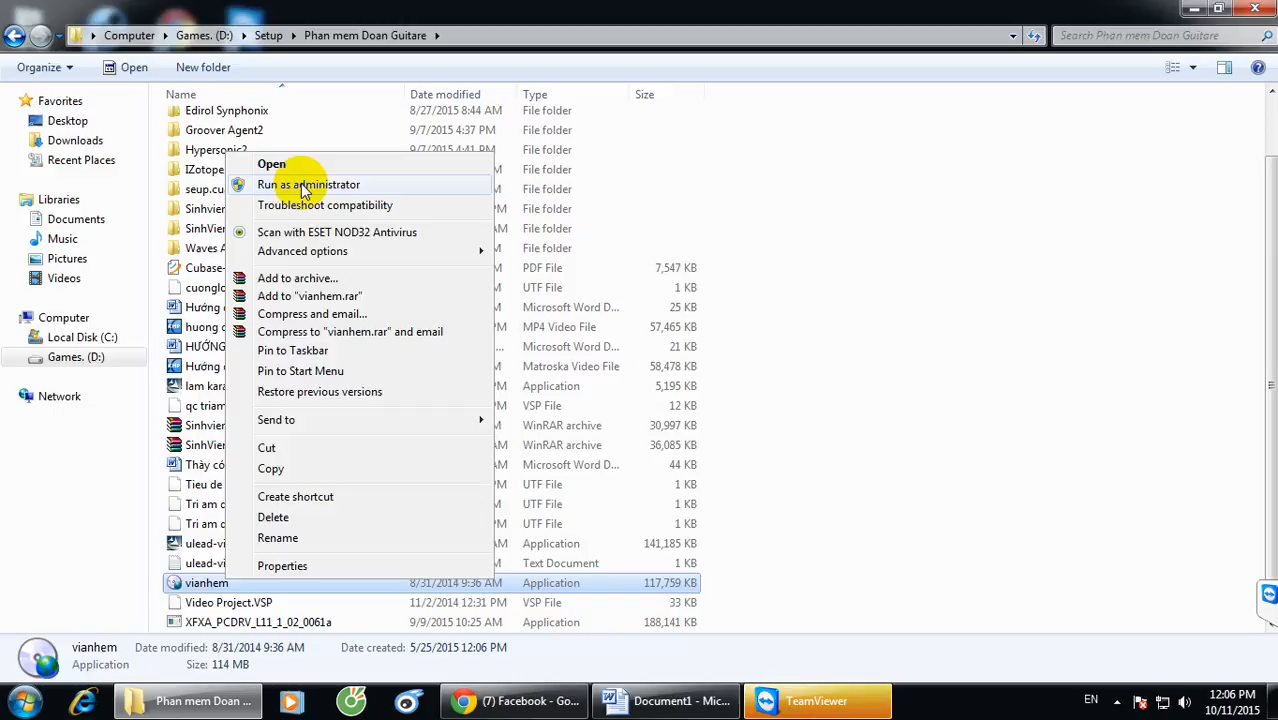 Computer Games. (D:) Setup Phan mem Doan Guitare
Search Phan mem Doan Guitare
Organize Open New folder
Name Date modified Type Size
Favorites
Desktop
Downloads
Recent Places
Libraries
Documents
Music
Pictures
Videos
Computer
Local Disk (C:)
Games. (D:)
Network
Edirol Synphonix 8/27/2015 8:44 AM File folder
Groover Agent2 9/7/2015 4:37 PM File folder
Hypersonic2 9/7/2015 4:41 PM File folder
IZotope File folder
seup.cu File folder
Sinhvie File folder
SinhVie File folder
Waves File folder
Cubase- PDF File 7,547 KB
cuonglo UTF File 1 KB
Hướng Microsoft Word D... 25 KB
huong MP4 Video File 57,465 KB
HƯỚNG Microsoft Word D... 21 KB
Hướng Matroska Video File 58,478 KB
lam kara Application 5,195 KB
qc triam VSP File 12 KB
Sinhvie WinRAR archive 30,997 KB
SinhVie WinRAR archive 36,085 KB
Thày có Microsoft Word D... 44 KB
Tieu de UTF File 1 KB
Tri am UTF File 1 KB
Tri am UTF File 1 KB
ulead-vi Application 141,185 KB
ulead-vi Text Document 1 KB
vianhem 8/31/2014 9:36 AM Application 117,759 KB
Video Project.VSP 11/2/2014 12:31 PM VSP File 33 KB
XFXA_PCDRV_L11_1_02_0061a 9/9/2015 10:25 AM Application 188,141 KB
Open
Run as administrator
Troubleshoot compatibility
Scan with ESET NOD32 Antivirus
Advanced options
Add to archive...
Add to "vianhem.rar"
Compress and email...
Compress to "vianhem.rar" and email
Pin to Taskbar
Pin to Start Menu
Restore previous versions
Send to
Cut
Copy
Create shortcut
Delete
Rename
Properties
vianhem Date modified: 8/31/2014 9:36 AM Date created: 5/25/2015 12:06 PM
Application Size: 114 MB
Phan mem Doan ... (7) Facebook - Go... Document1 - Mic... TeamViewer EN 12:06 PM
10/11/2015